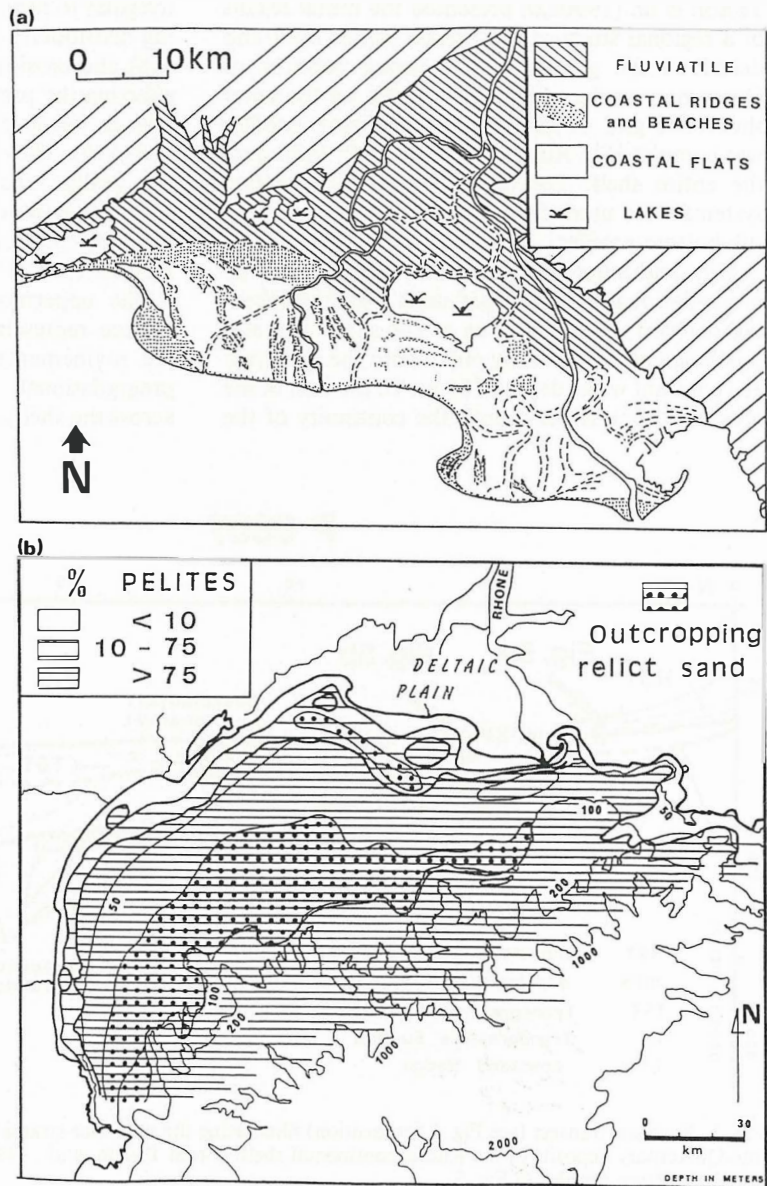 (a)
0 10km
FLUVIATILE
COASTAL RIDGES
and BEACHES
COASTAL FLATS
K LAKES
K
K
K
K
K
K
N
(b)
% PELITES
< 10
10 - 75
> 75
Outcropping
relict sand
RHONE
DELTAIC
PLAIN
50
100
50
200
1000
100
200
1000
2000
N
0 30
km
DEPTH IN METERS